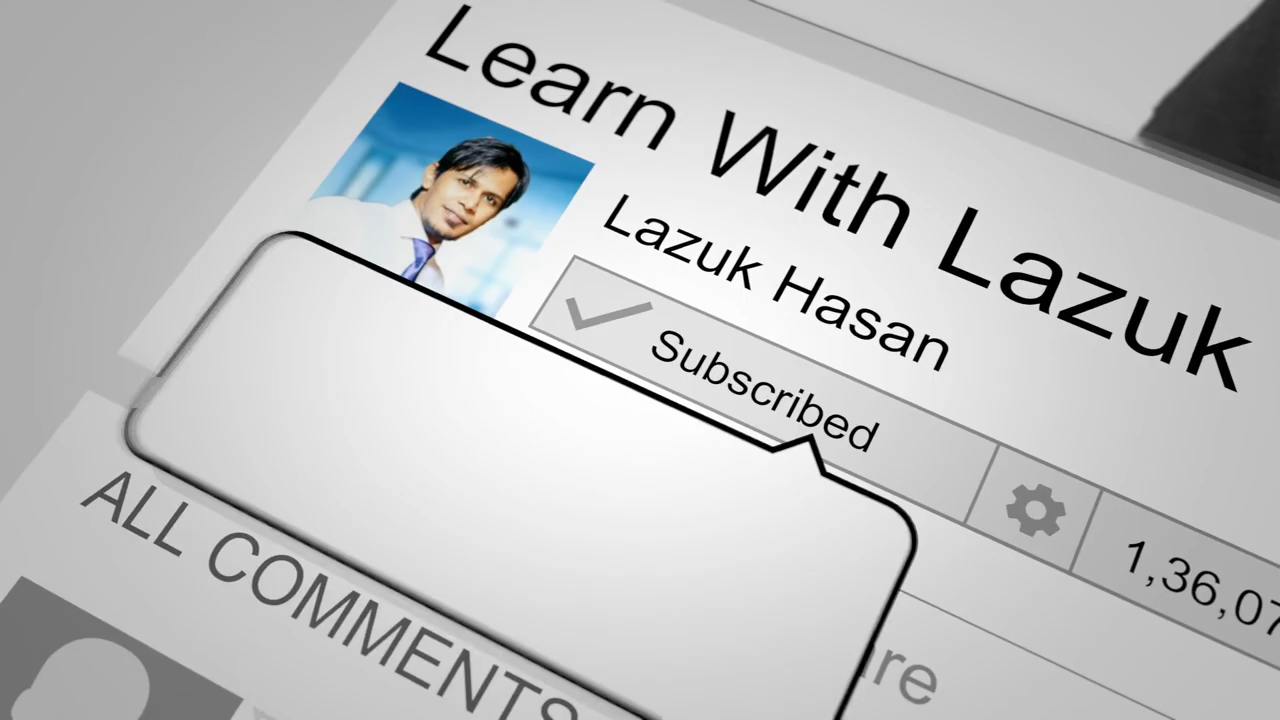 Learn With Lazuk
Lazuk Hasan
Subscribed
1,36,07
ALL COMMENTS